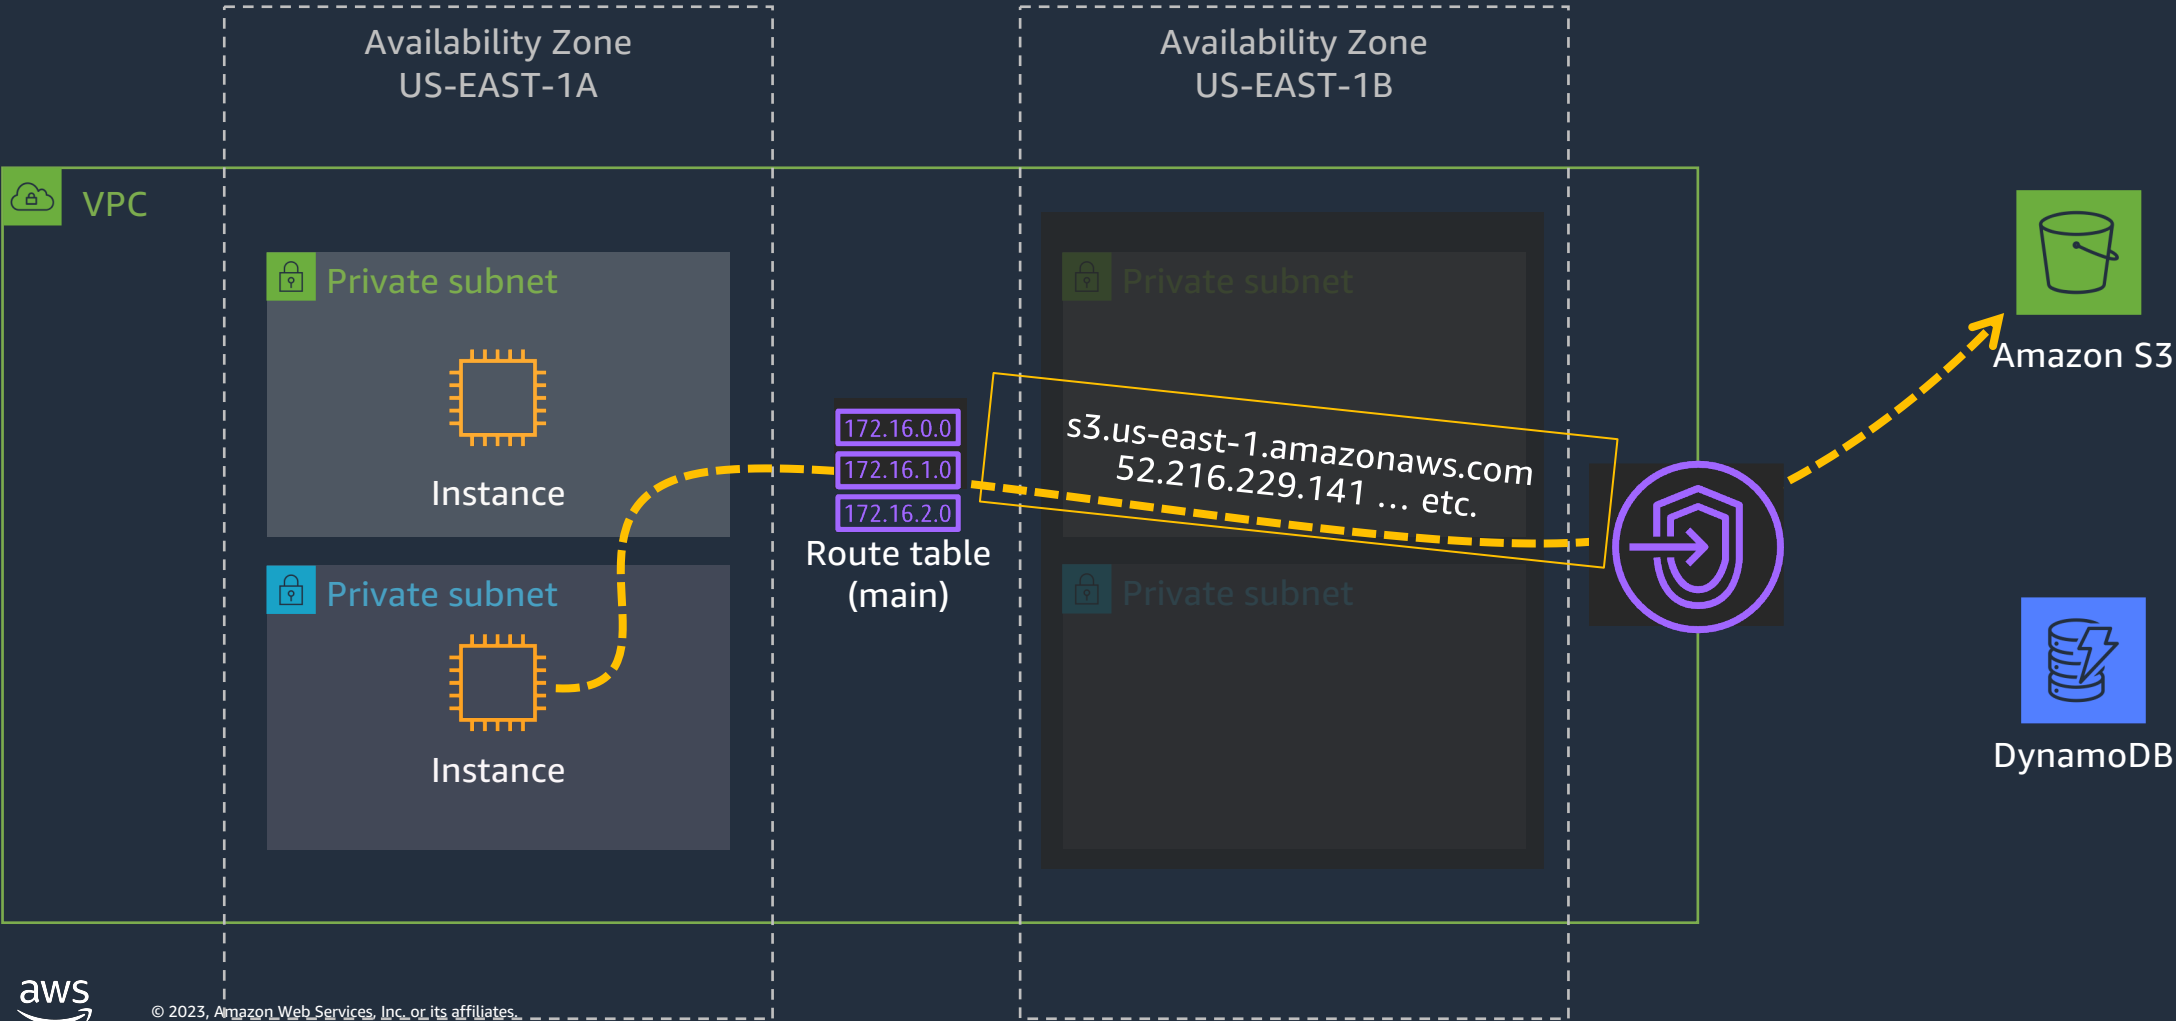 Availability Zone
US-EAST-1A
Availability Zone
US-EAST-1B
VPC
Private subnet
Instance
Private subnet
Instance
172.16.0.0
172.16.1.0
172.16.2.0
Route table
(main)
Private subnet
s3.us-east-1.amazonaws.com
52.216.229.141 ... etc.
Private subnet
Amazon S3
DynamoDB
aws
© 2023, Amazon Web Services, Inc. or its affiliates.